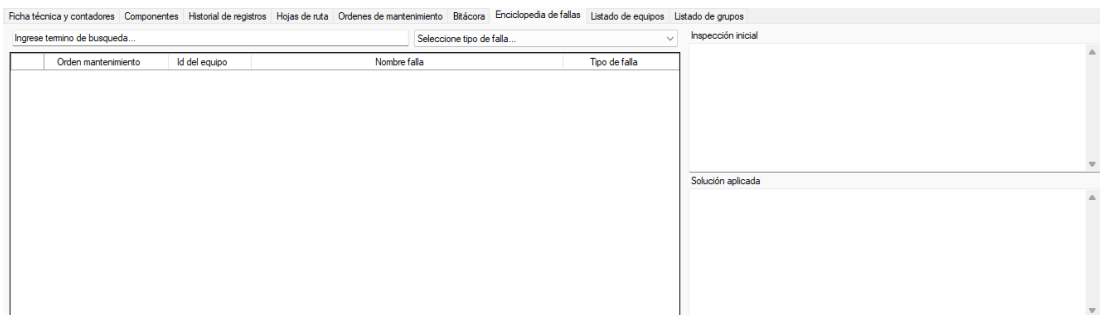 Ficha técnica y contadores Componentes Historial de registros Hojas de ruta Ordenes de mantenimiento Bitácora Enciclopedia de fallas Listado de equipos Listado de grupos
Ingrese termino de busqueda... Seleccione tipo de falla... Inspección inicial
Orden mantenimiento Id del equipo Nombre falla Tipo de falla
Solución aplicada